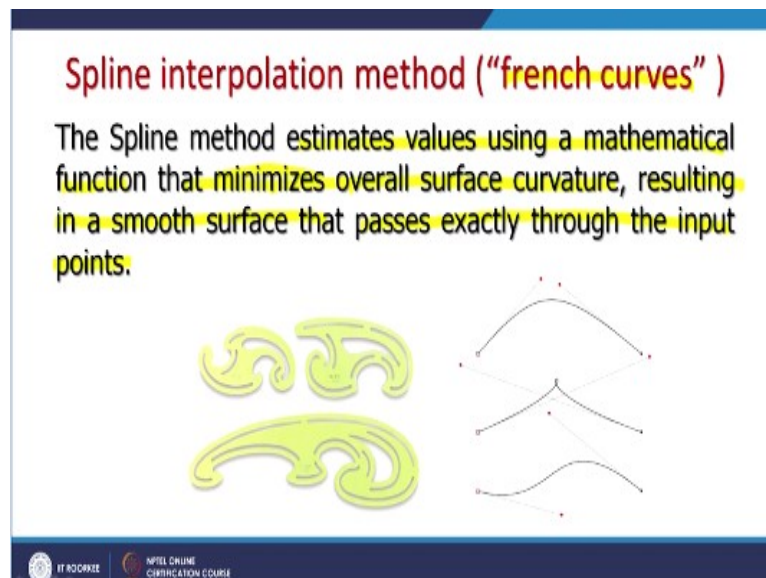 Spline interpolation method (“french curves” )
The Spline method estimates values using a mathematical
function that minimizes overall surface curvature, resulting
in a smooth surface that passes exactly through the input
points.
IT ROORKEE
NPTEL ONLINE
CERTIFICATION COURSE